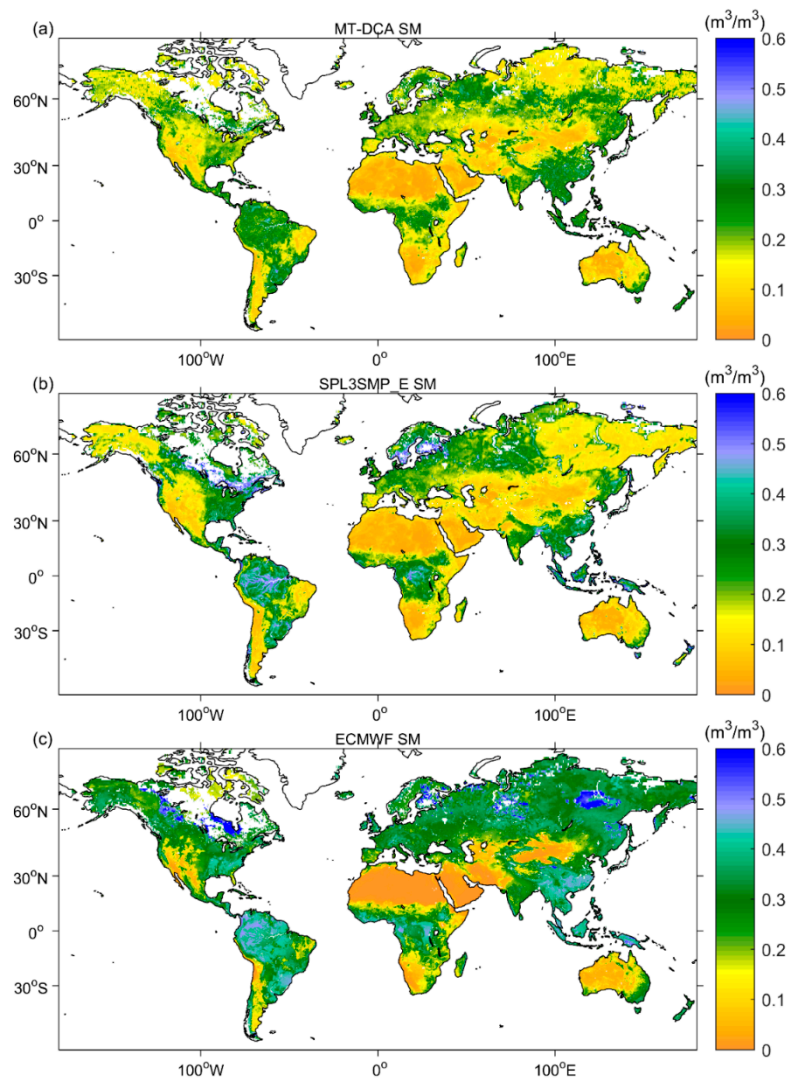 (a)
MT-DCA SM
(m³/m³)
0.6
0.5
0.4
0.3
0.2
0.1
0
60°N
30°N
0°
30°S
100°W
0°
100°E
(b)
SPL3SMP_E SM
(m³/m³)
0.6
0.5
0.4
0.3
0.2
0.1
0
60°N
30°N
0°
30°S
100°W
0°
100°E
(c)
ECMWF SM
(m³/m³)
0.6
0.5
0.4
0.3
0.2
0.1
0
60°N
30°N
0°
30°S
100°W
0°
100°E